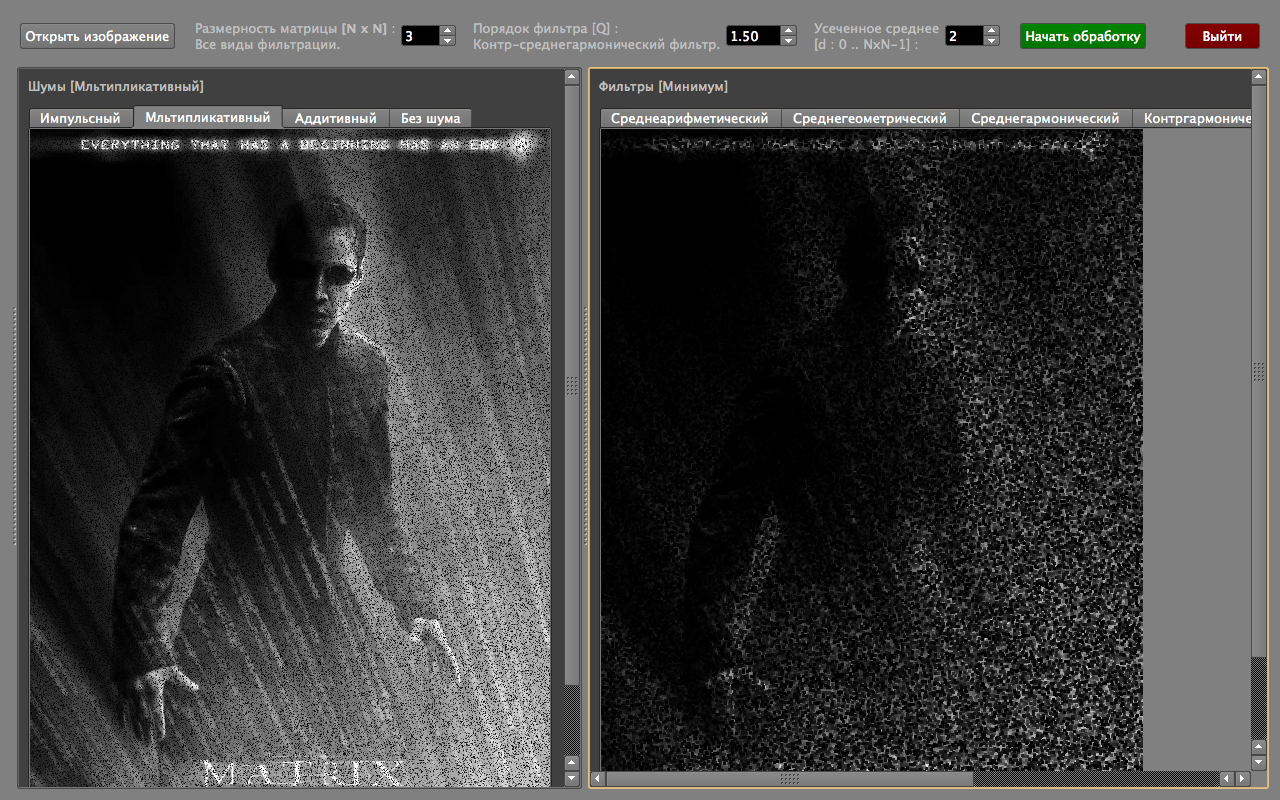 Открыть изображение
Размерность матрицы [N x N] :
Все виды фильтрации.
3
Порядок фильтра [Q] :
Контр-среднегармонический фильтр.
1.50
Усеченное среднее
[d : 0 .. NxN-1] :
2
Начать обработку
Выйти
Шумы [Мльтипликативный]
Импульсный
Мльтипликативный
Аддитивный
Без шума
EVERYTHING THAT HAS A BEGINNING HAS AN END
MATRIX
Фильтры [Минимум]
Среднеарифметический
Среднегеометрический
Среднегармонический
Контргармониче